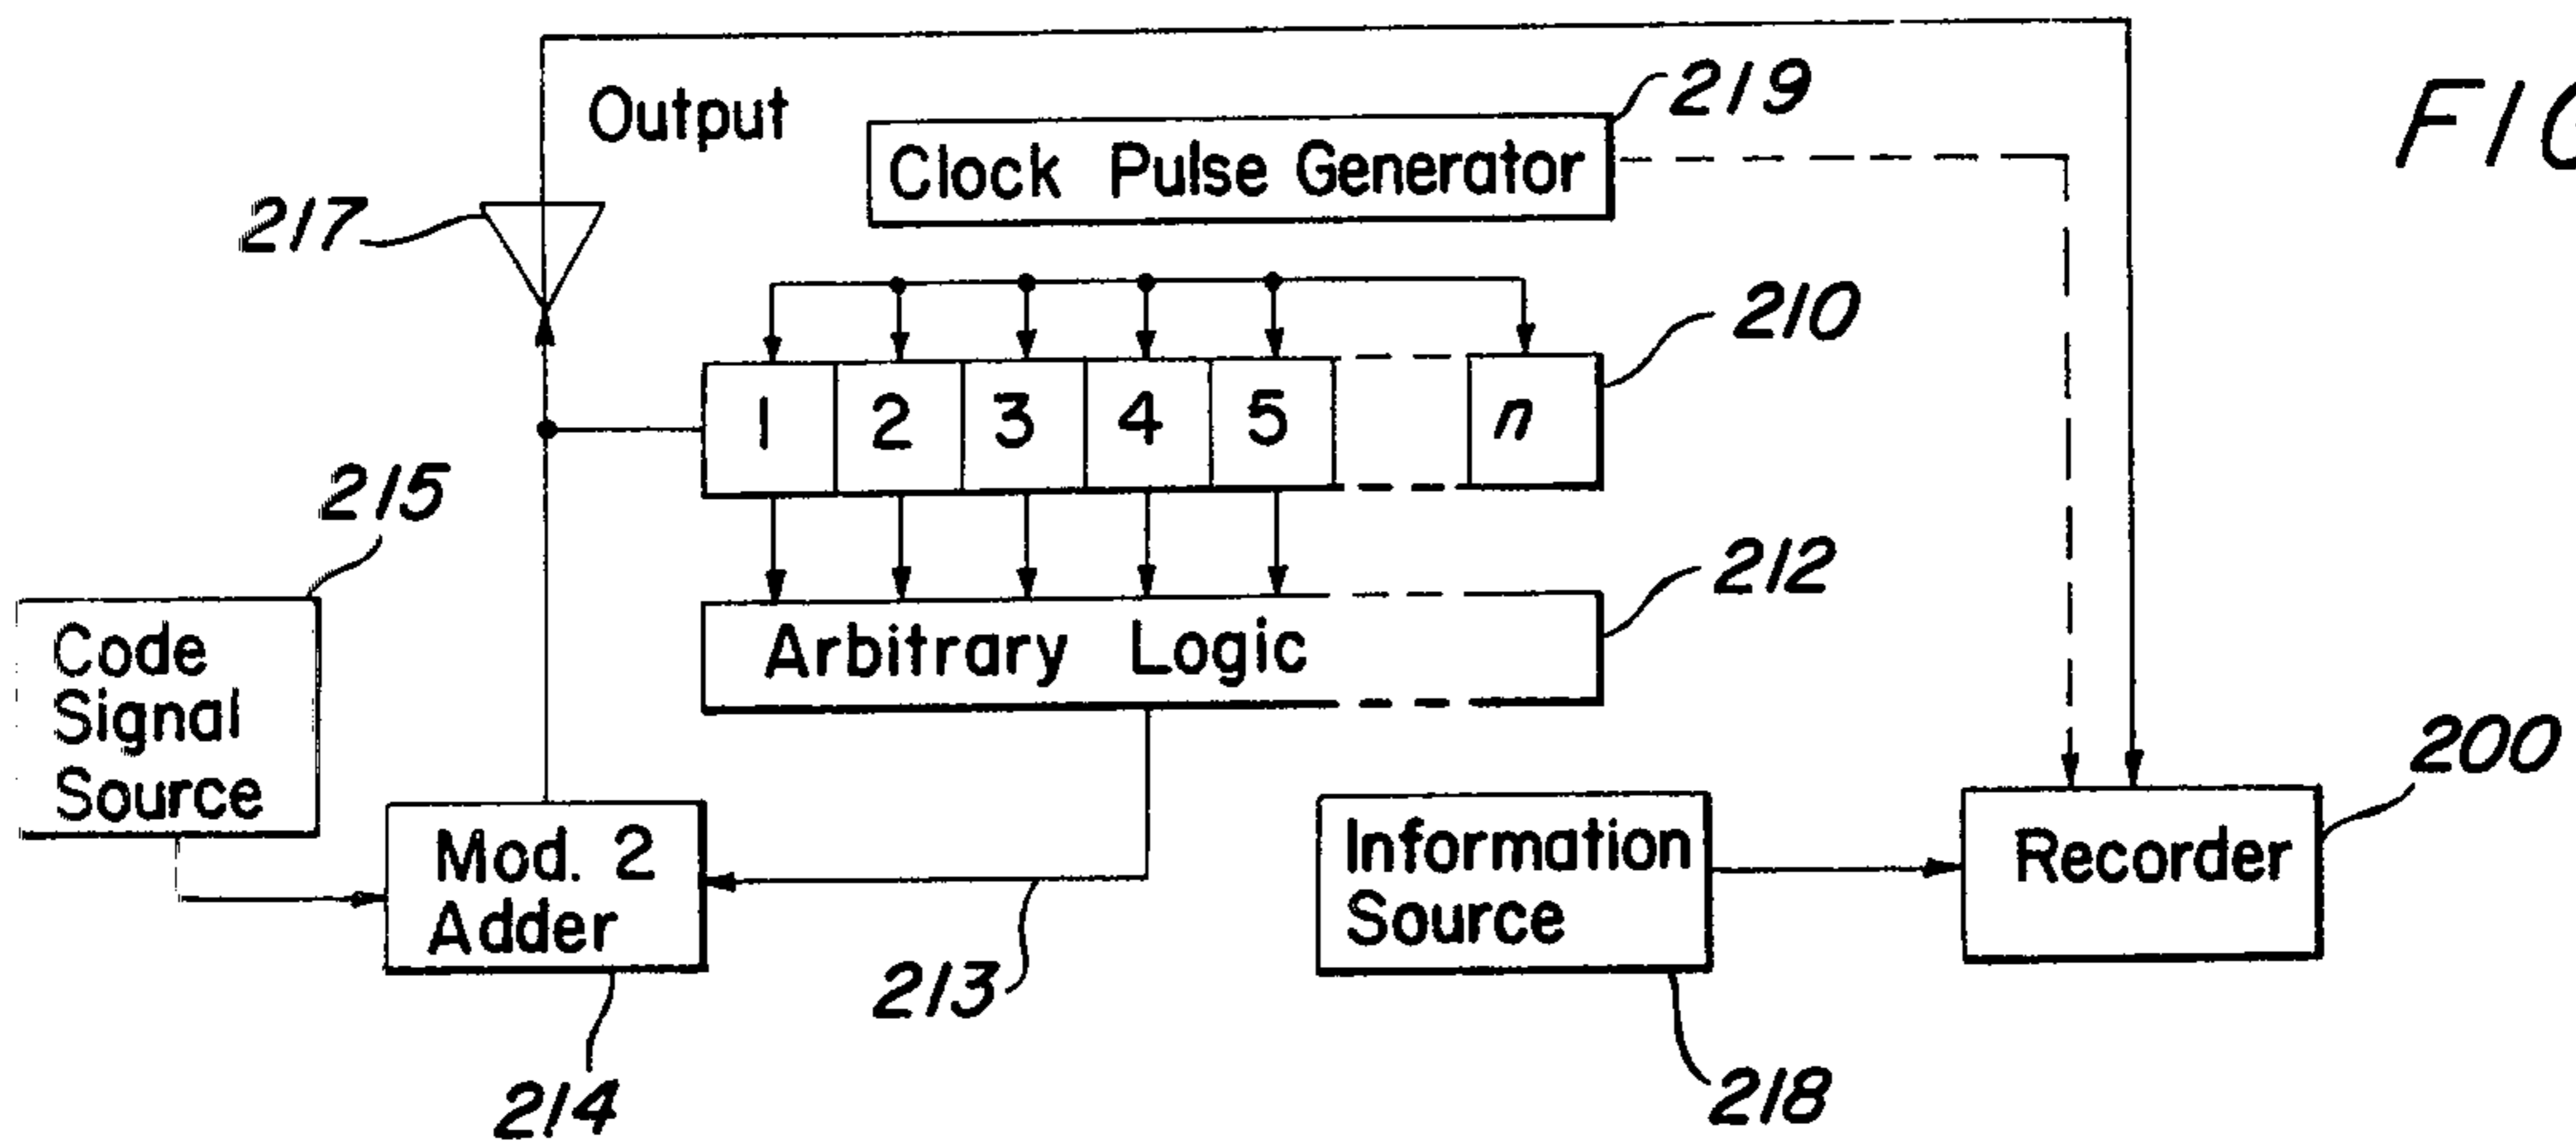 Output
219
Clock Pulse Generator
FIG
217
210
1 2 3 4 5 n
215
212
Arbitrary Logic
Code
Signal
Source
200
Mod. 2
Adder
Information
Source
Recorder
213
214
218